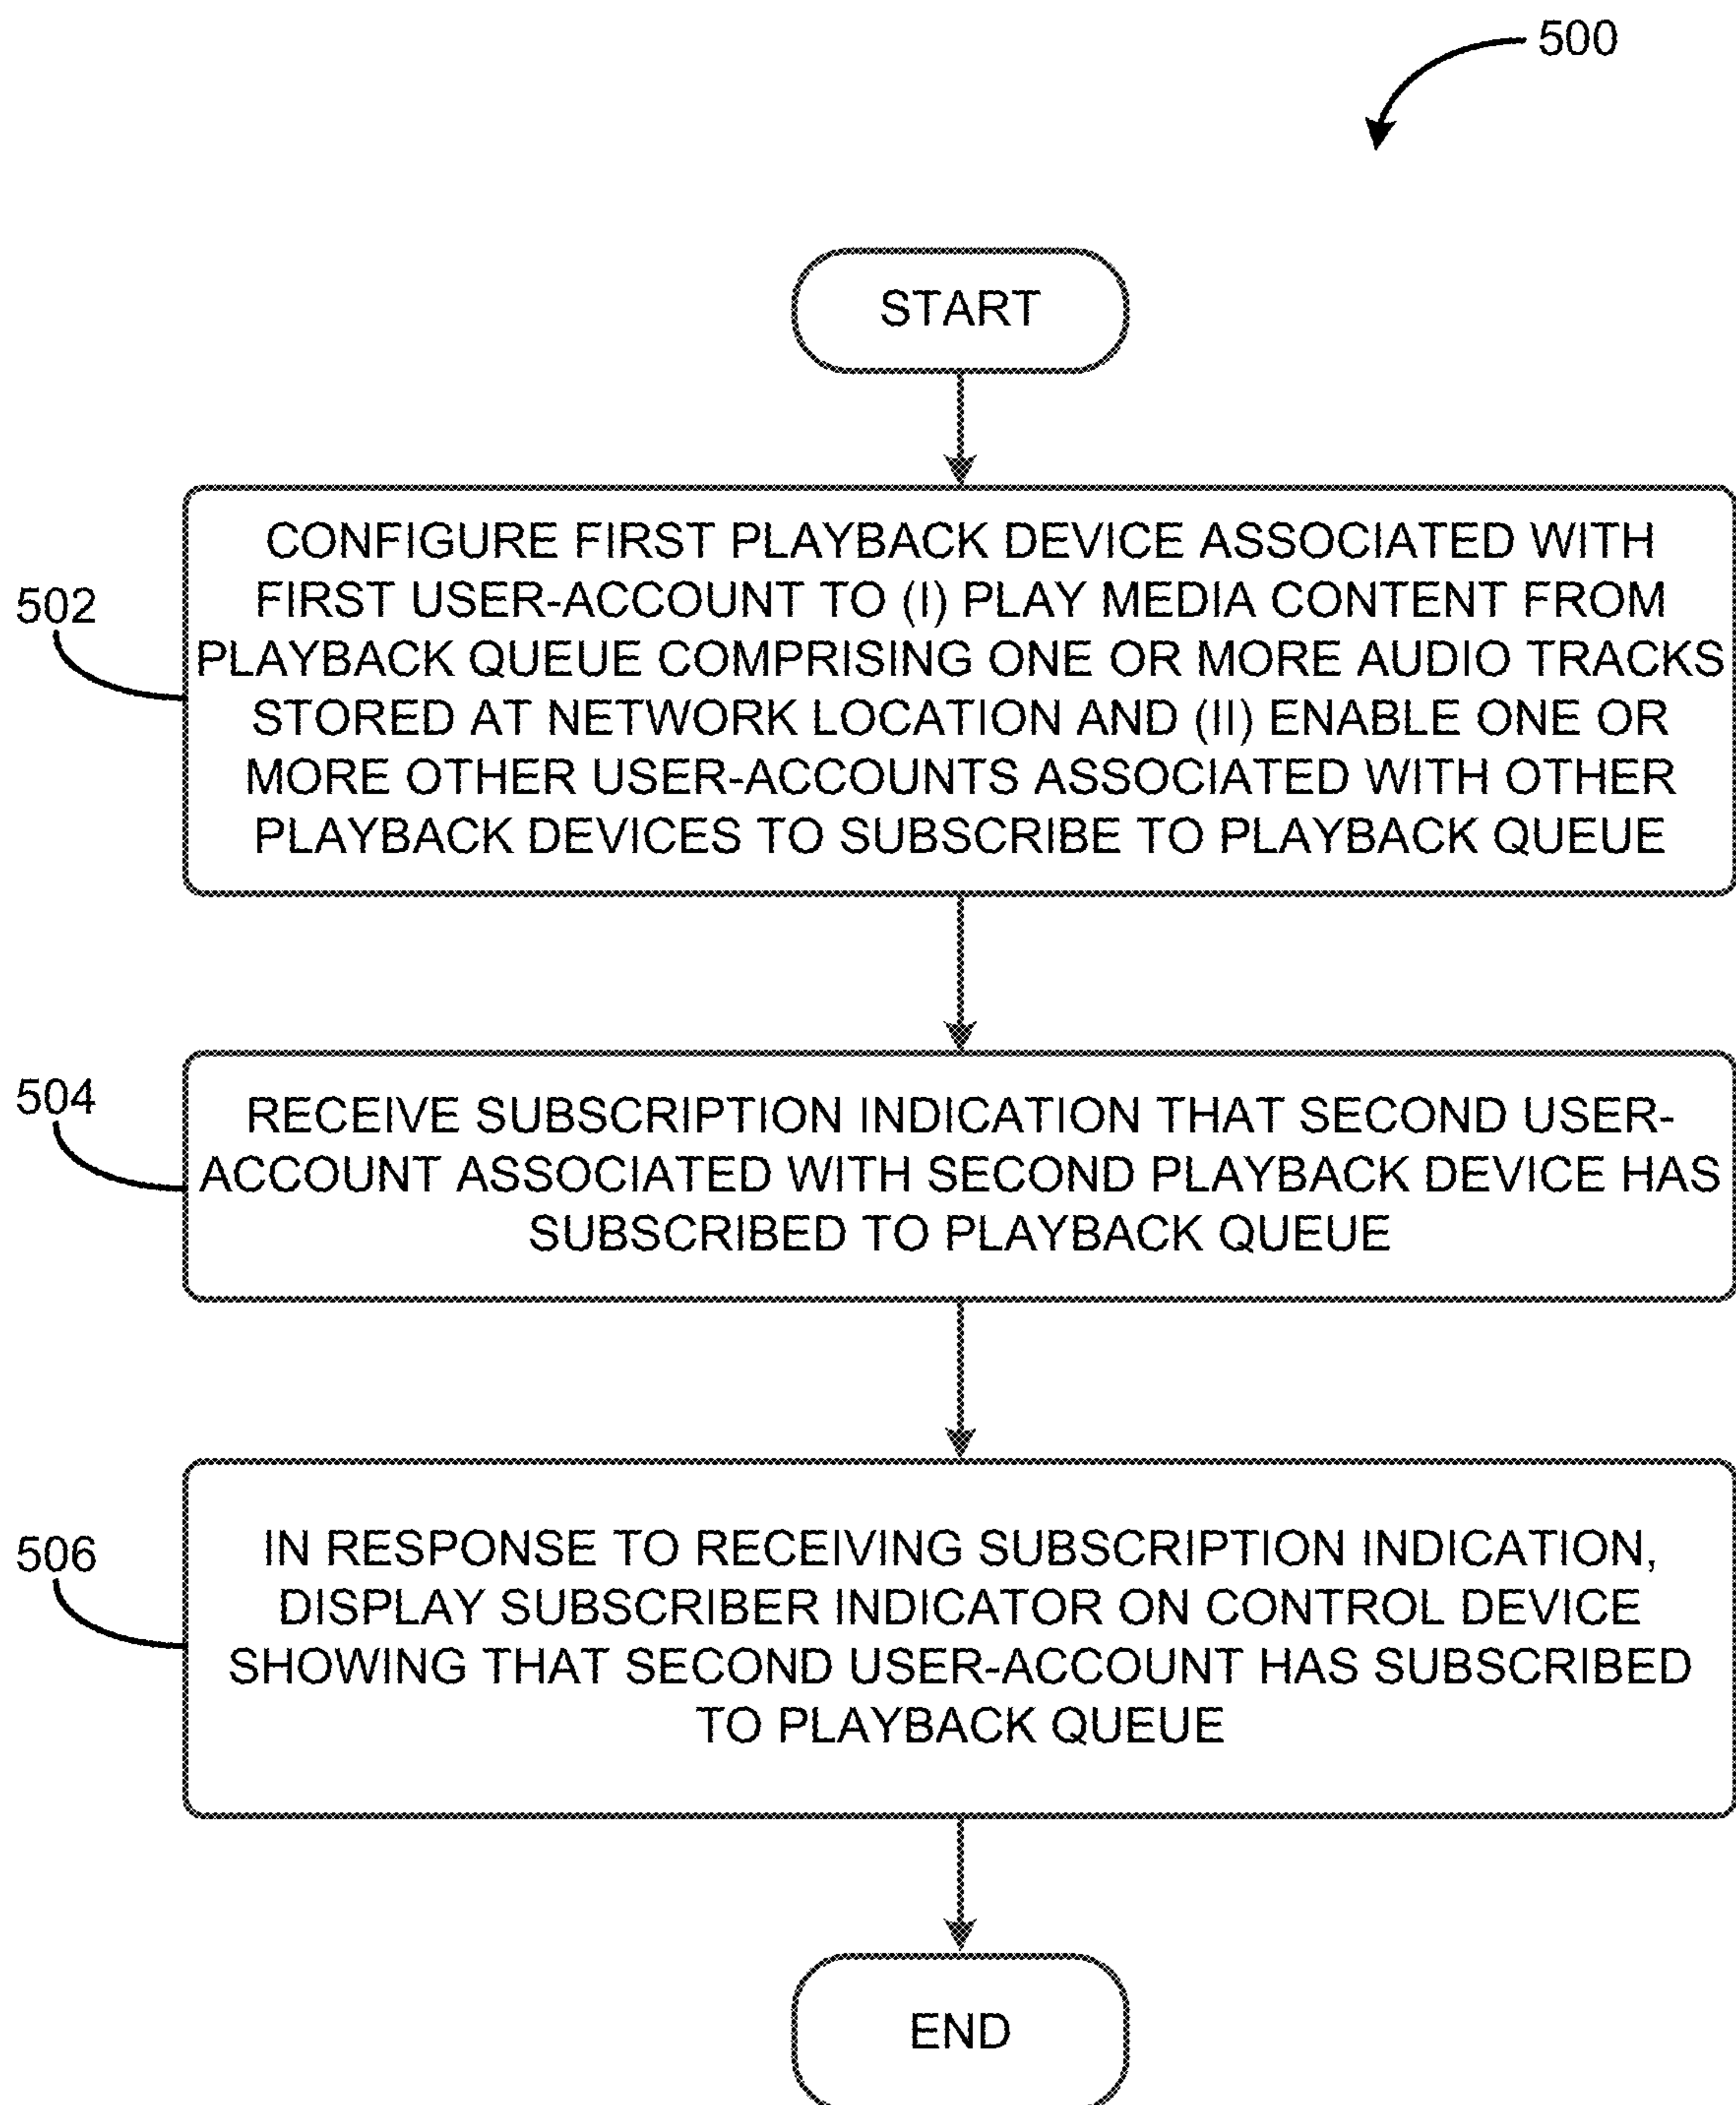 500
START
502
CONFIGURE FIRST PLAYBACK DEVICE ASSOCIATED WITH
FIRST USER-ACCOUNT TO (I) PLAY MEDIA CONTENT FROM
PLAYBACK QUEUE COMPRISING ONE OR MORE AUDIO TRACKS
STORED AT NETWORK LOCATION AND (II) ENABLE ONE OR
MORE OTHER USER-ACCOUNTS ASSOCIATED WITH OTHER
PLAYBACK DEVICES TO SUBSCRIBE TO PLAYBACK QUEUE
504
RECEIVE SUBSCRIPTION INDICATION THAT SECOND USER-
ACCOUNT ASSOCIATED WITH SECOND PLAYBACK DEVICE HAS
SUBSCRIBED TO PLAYBACK QUEUE
506
IN RESPONSE TO RECEIVING SUBSCRIPTION INDICATION,
DISPLAY SUBSCRIBER INDICATOR ON CONTROL DEVICE
SHOWING THAT SECOND USER-ACCOUNT HAS SUBSCRIBED
TO PLAYBACK QUEUE
END